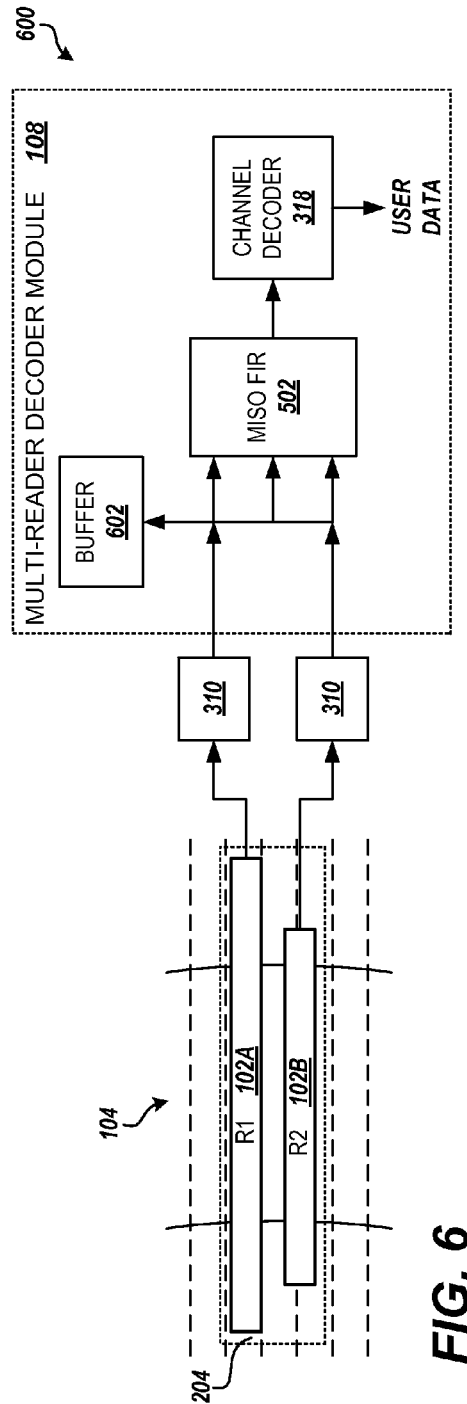 600
MULTI-READER DECODER MODULE 108
BUFFER
602
MISO FIR
502
CHANNEL
DECODER
318
USER
DATA
310
310
104
204
R1
102A
R2
102B
FIG. 6